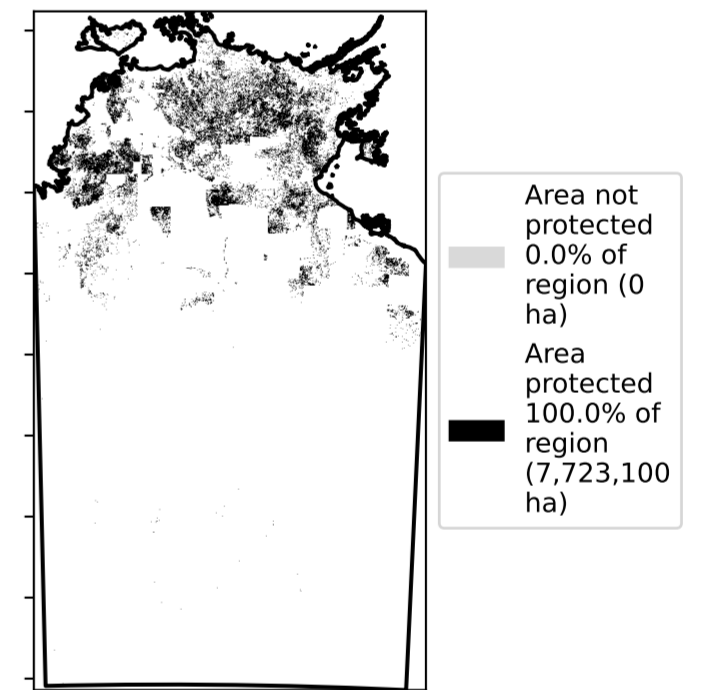 Area not
protected
0.0% of
region (0
ha)
Area
protected
100.0% of
region
(7,723,100
ha)